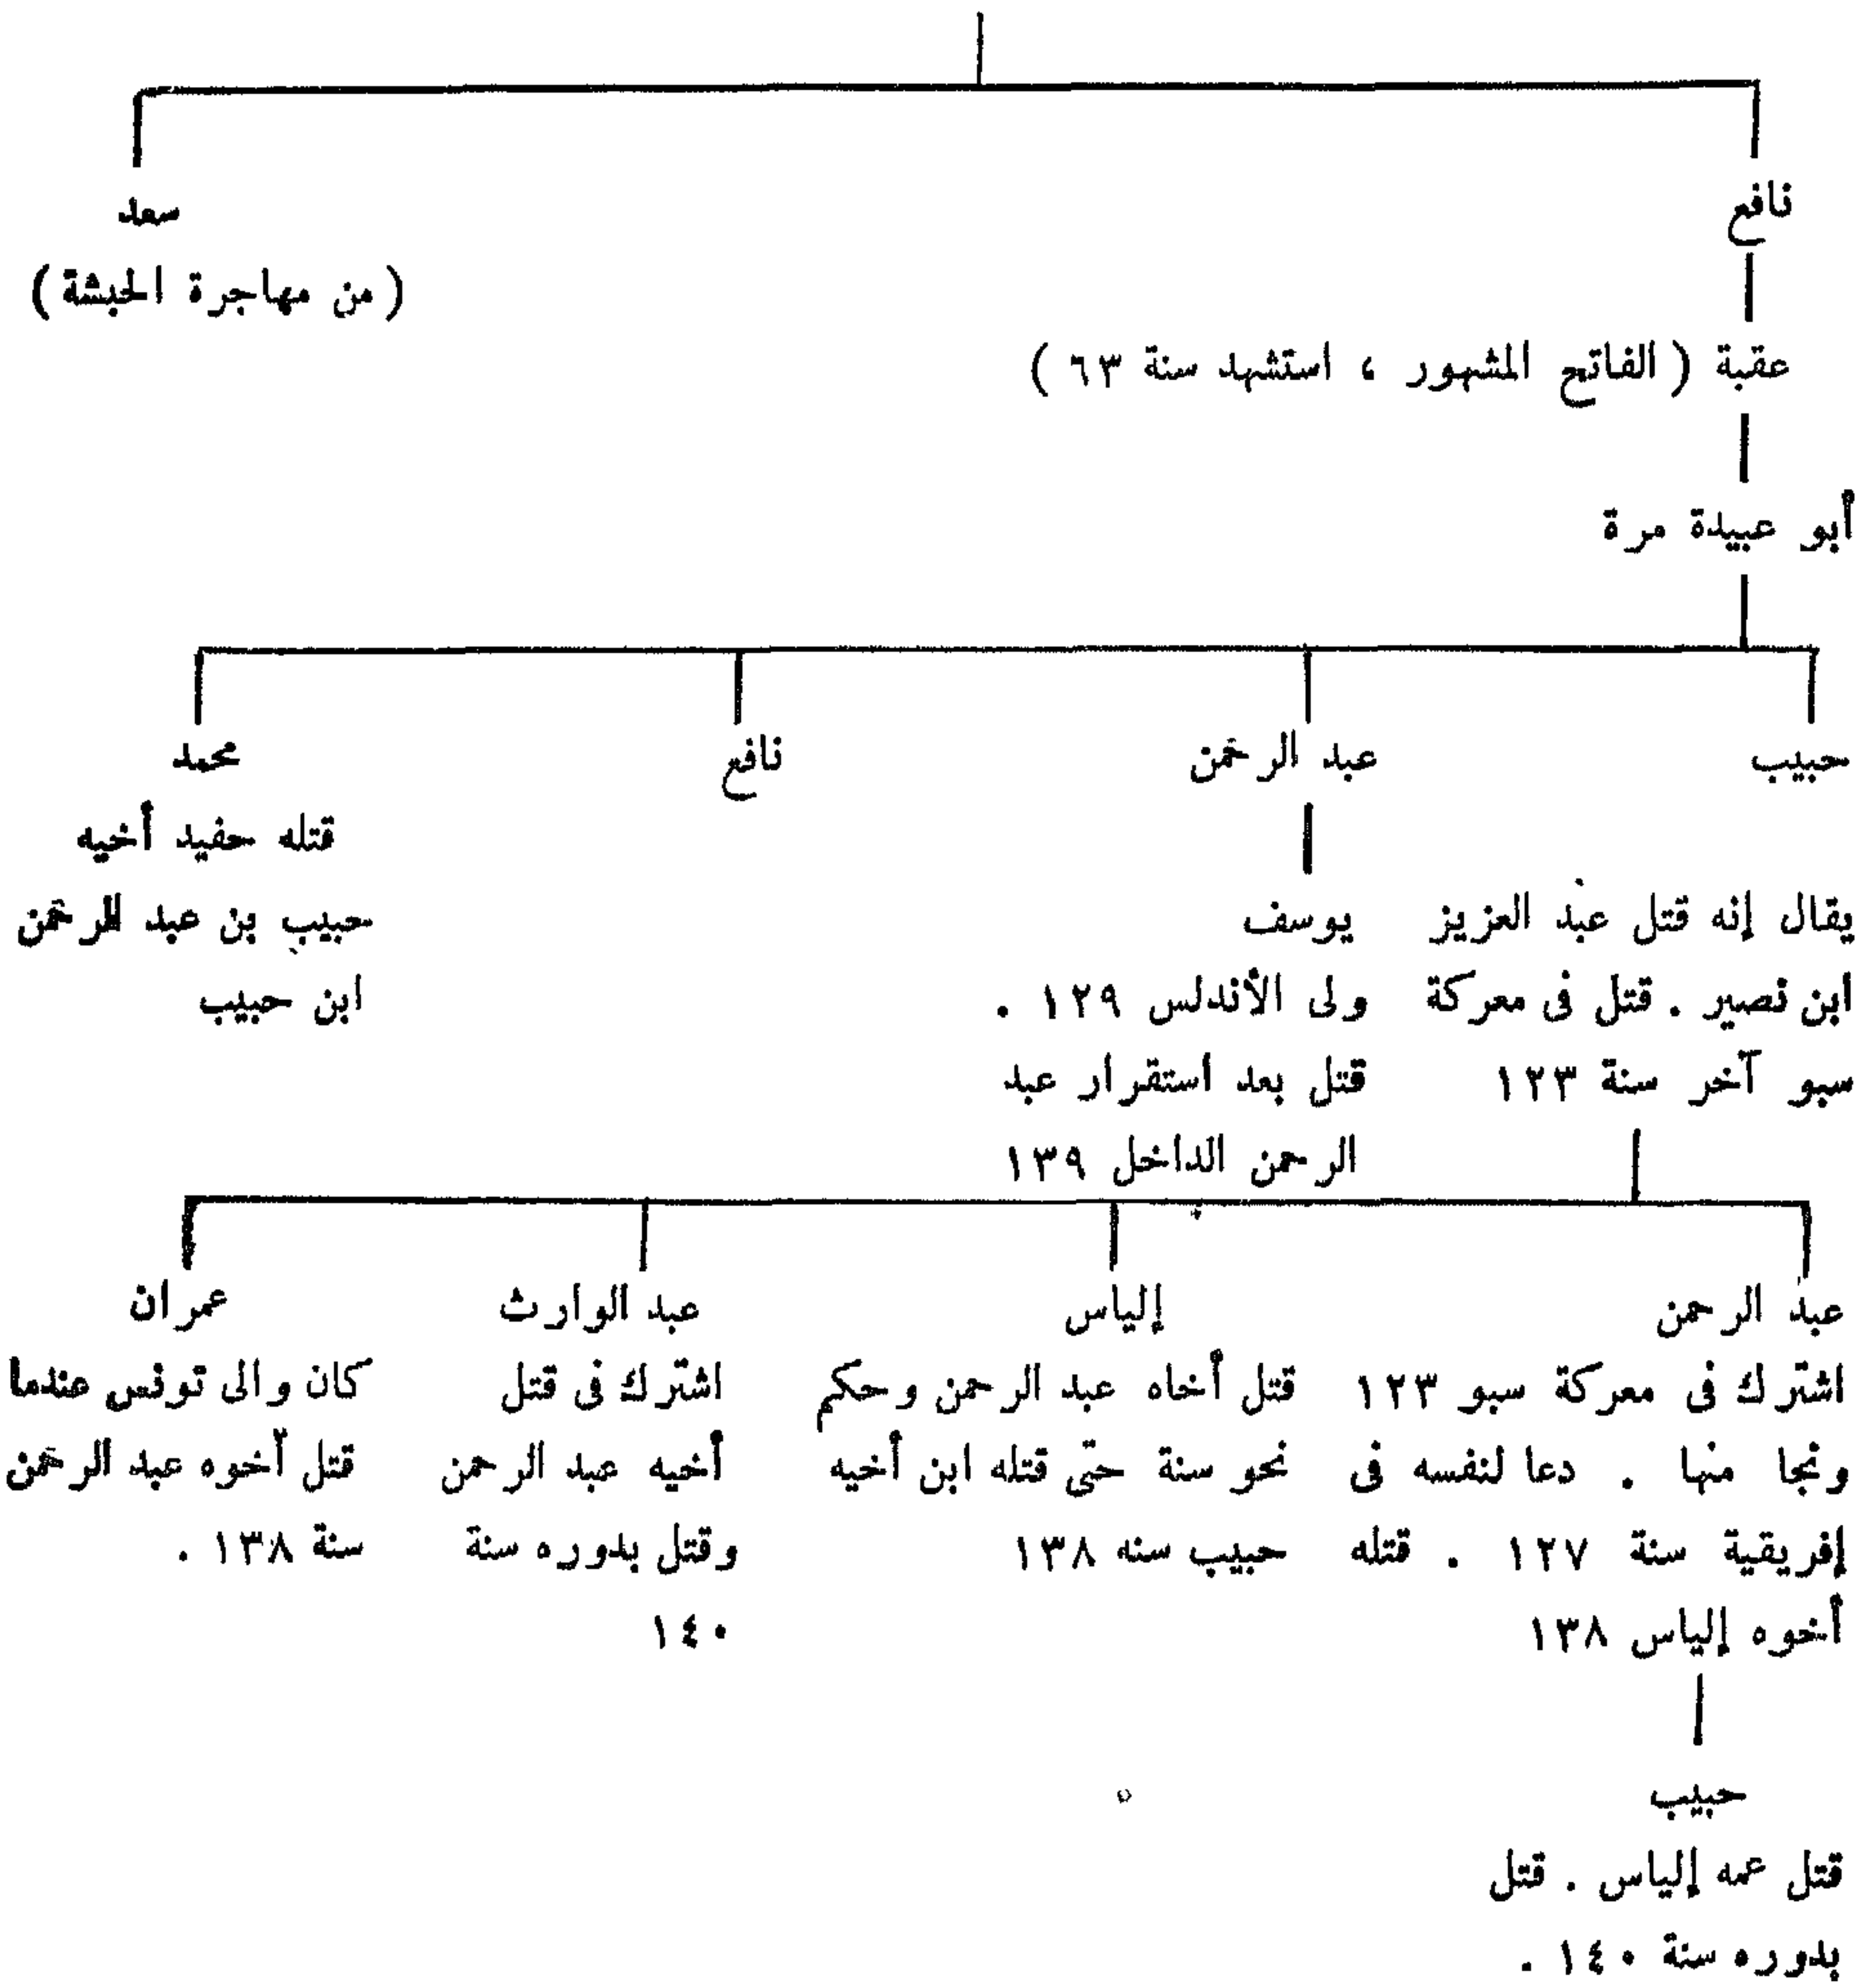 نافع
سعد
(من مهاجرة الحبشة)
عقبة (الفاتح المشهور ، استشهد سنة ٦٣)
أبو عبيدة مرة
حبيب
يقال إنه قتل عبد العزيز
ابن نصير . قتل فى معركة
سبو آخر سنة ١٢٣
عبد الرحمن
يوسف
ولى الأندلس ١٢٩ .
قتل بعد استقرار عبد
الرحمن الداخل ١٣٩
نافع
محمد
قتله حفيد أخيه
حبيب بن عبد الرحمن
ابن حبيب
عبد الرحمن
اشترك فى معركة سبو ١٢٣
ونجا منها . دعا لنفسه فى
إفريقية سنة ١٢٧ . قتله
أخوه إلياس ١٣٨
إلياس
قتل أخاه عبد الرحمن وحكم
نحو سنة حتى قتله ابن أخيه
حبيب سنه ١٣٨
عبد الوارث
اشترك فى قتل
أخيه عبد الرحمن
وقتل بدوره سنة
١٤٠
عمران
كان والى تونس عندما
قتل أخوه عبد الرحمن
سنة ١٣٨ .
حبيب
قتل عمه إلياس . قتل
بدوره سنة ١٤٠ .